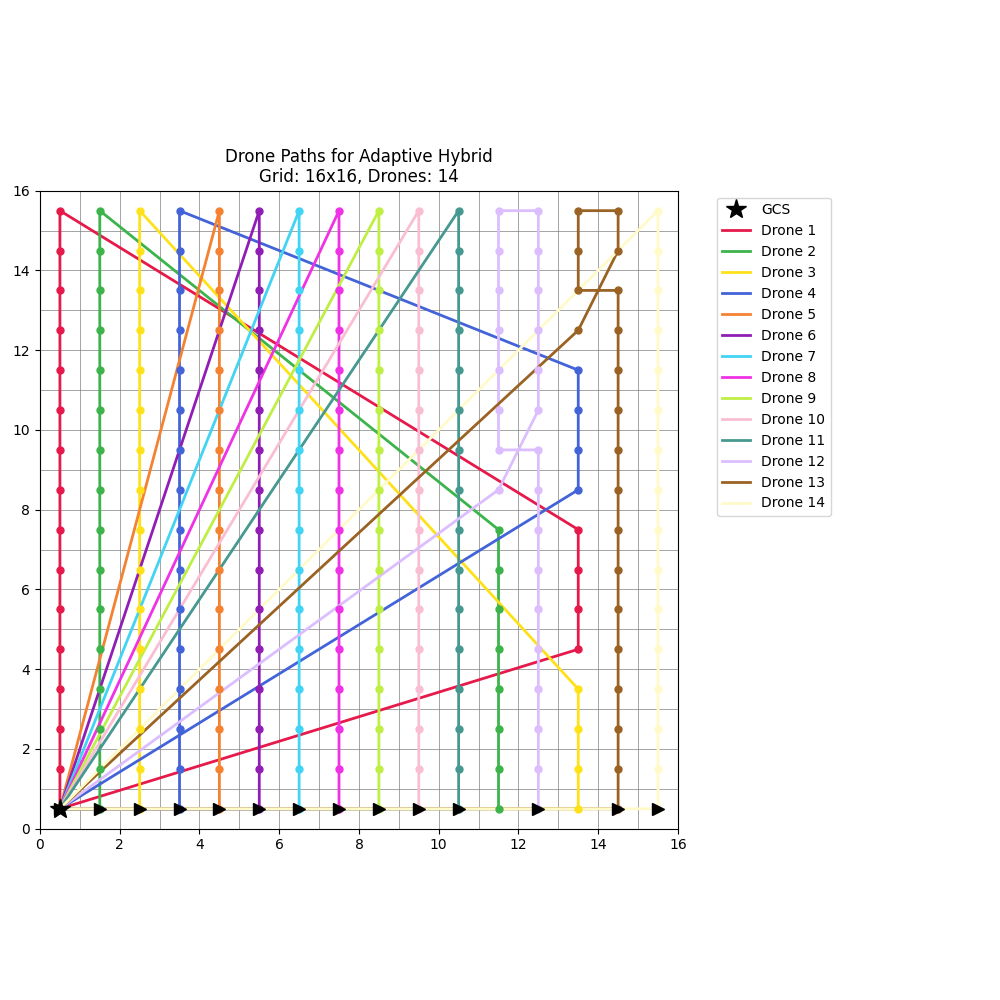 Drone Paths for Adaptive Hybrid
Grid: 16x16, Drones: 14
16
14
12
10
8
6
4
2
0
0 2 4 6 8 10 12 14 16
GCS
Drone 1
Drone 2
Drone 3
Drone 4
Drone 5
Drone 6
Drone 7
Drone 8
Drone 9
Drone 10
Drone 11
Drone 12
Drone 13
Drone 14